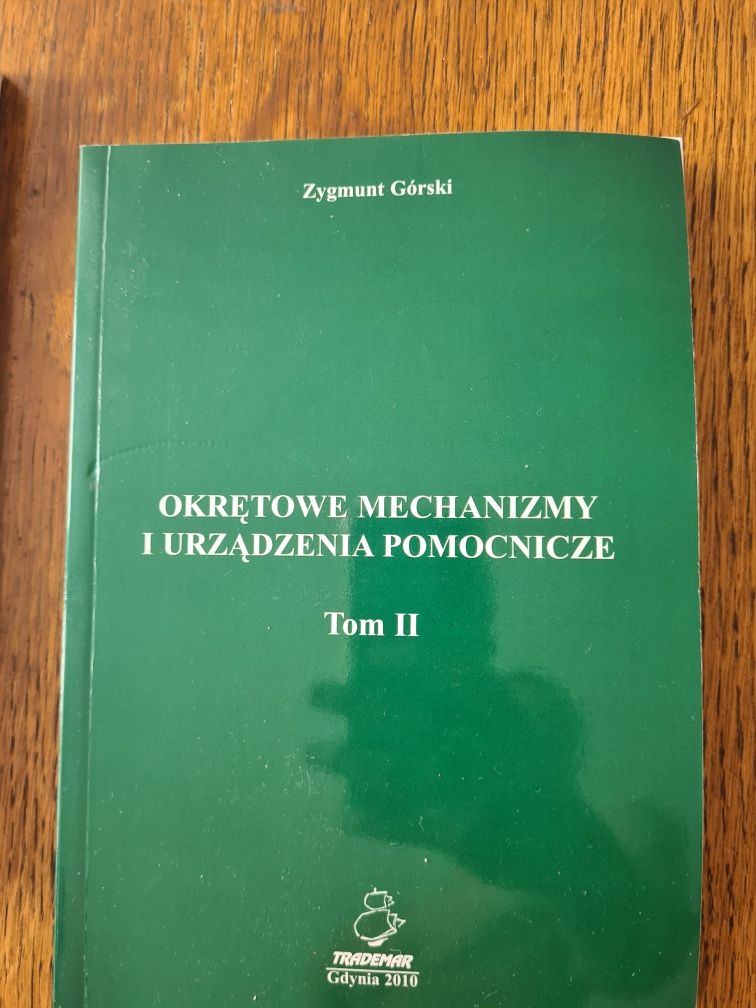 Zygmunt Górski
OKRĘTOWE MECHANIZMY
I URZĄDZENIA POMOCNICZE
Tom II
TRADEMAR
Gdynia 2010